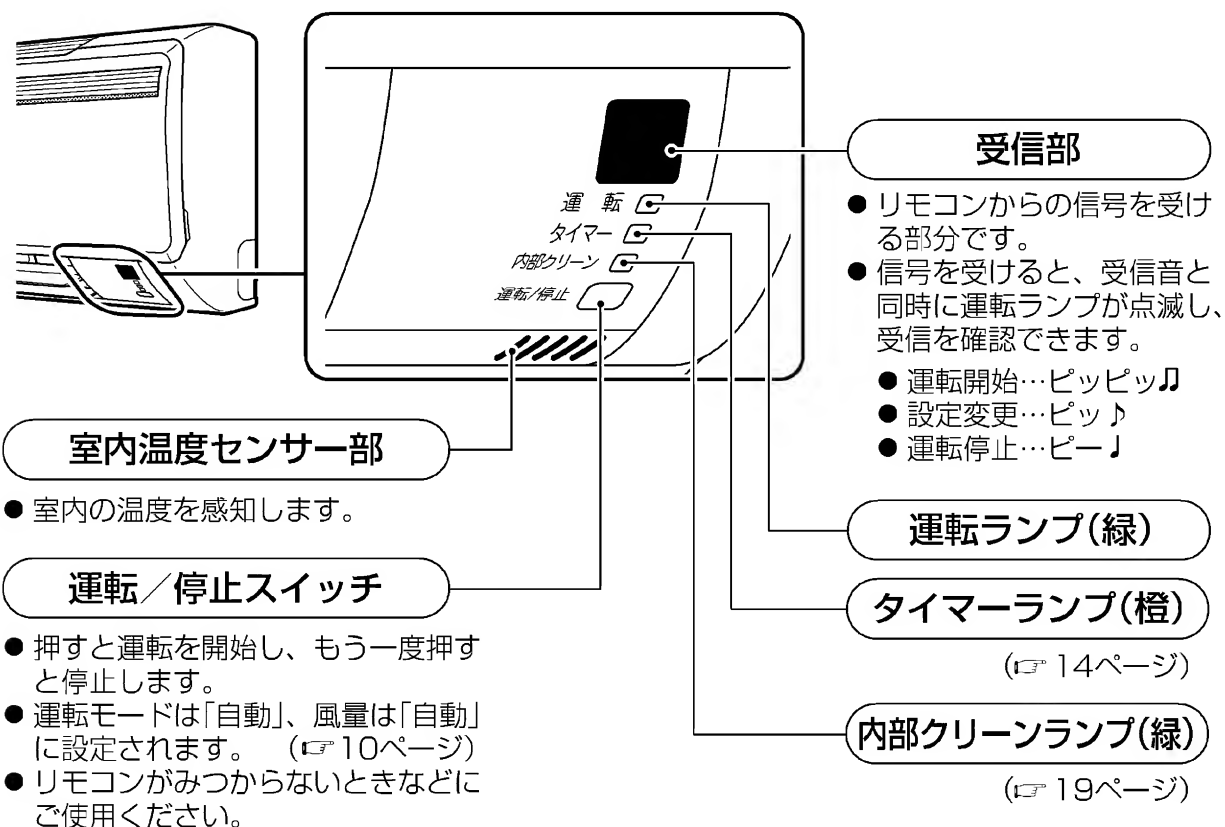 運 転
タイマー
内部クリーン
運転/停止
受信部
● リモコンからの信号を受け
る部分です。
● 信号を受けると、受信音と
同時に運転ランプが点滅し、
受信を確認できます。
● 運転開始…ピッピッ♫
● 設定変更…ピッ♪
● 運転停止…ピー♩
室内温度センサー部
● 室内の温度を感知します。
運転／停止スイッチ
● 押すと運転を開始し、もう一度押す
と停止します。
● 運転モードは「自動」、風量は「自動」
に設定されます。 (☞10ページ)
● リモコンがみつからないときなどに
ご使用ください。
運転ランプ(緑)
タイマーランプ(橙)
(☞ 14ページ)
内部クリーンランプ(緑)
(☞ 19ページ)